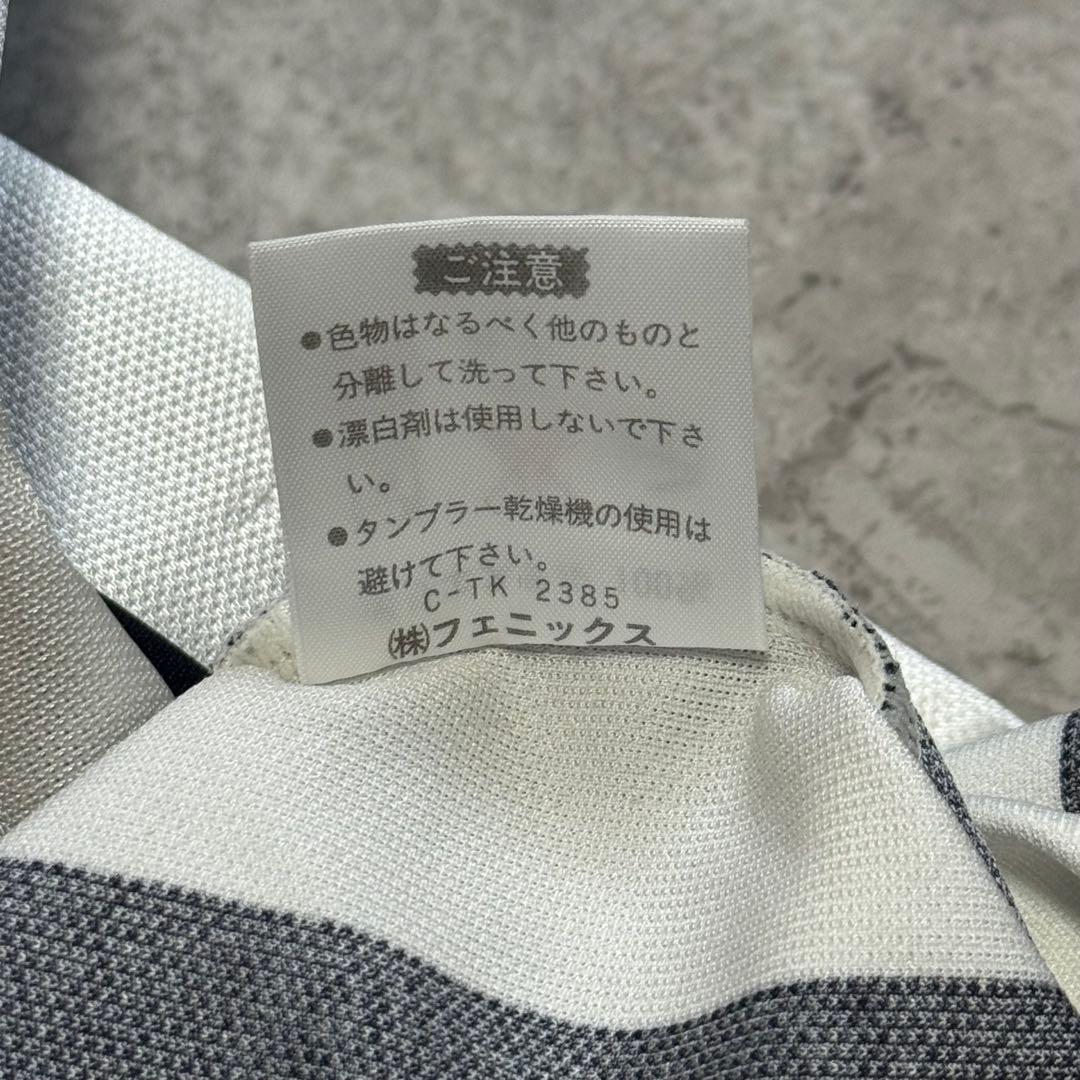 ご注意
●色物はなるべく他のものと
分離して洗って下さい。
●漂白剤は使用しないで下さ
い。
●タンブラー乾燥機の使用は
避けて下さい。
C-TK 2385
㈱フェニックス